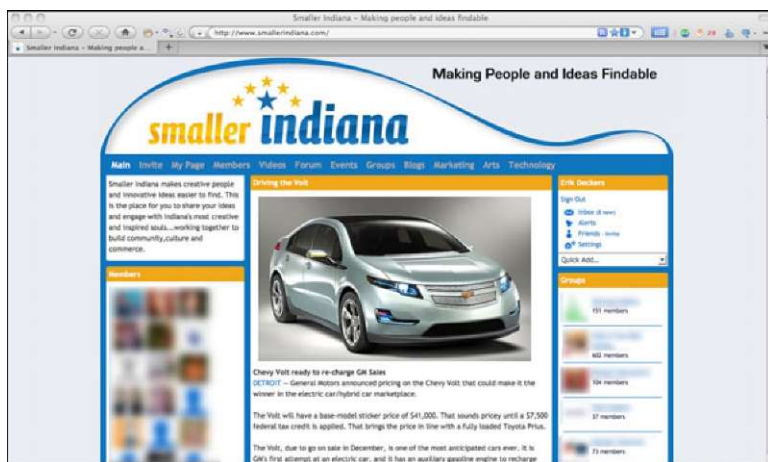 Smaller Indiana - Making people and ideas findable
http://www.smallerindiana.com/
Smaller Indiana - Making people a...
Making People and Ideas Findable
smaller indiana
Main Invite My Page Members Videos Forum Events Groups Blogs Marketing Arts Technology
Smaller Indiana makes creative people
and innovative ideas easier to find. This
is the place for you to share your ideas
and engage with Indiana's most creative
and inspired souls...working together to
build community,culture and
commerce.
Members
Driving the Volt
Chevy Volt ready to re-charge GM Sales
DETROIT — General Motors announced pricing on the Chevy Volt that could make it the
winner in the electric car/hybrid car marketplace.
The Volt will have a base-model sticker price of $41,000. That sounds pricey until a $7,500
federal tax credit is applied. That brings the price in line with a fully loaded Toyota Prius.
The Volt, due to go on sale in December, is one of the most anticipated cars ever. It is
GM's first attempt at an electric car, and it has an auxiliary gasoline engine to recharge
Erik Deckers
Sign Out
Inbox (8 new)
Alerts
Friends - Invite
Settings
Quick Add...
Groups
151 members
602 members
104 members
37 members
73 members